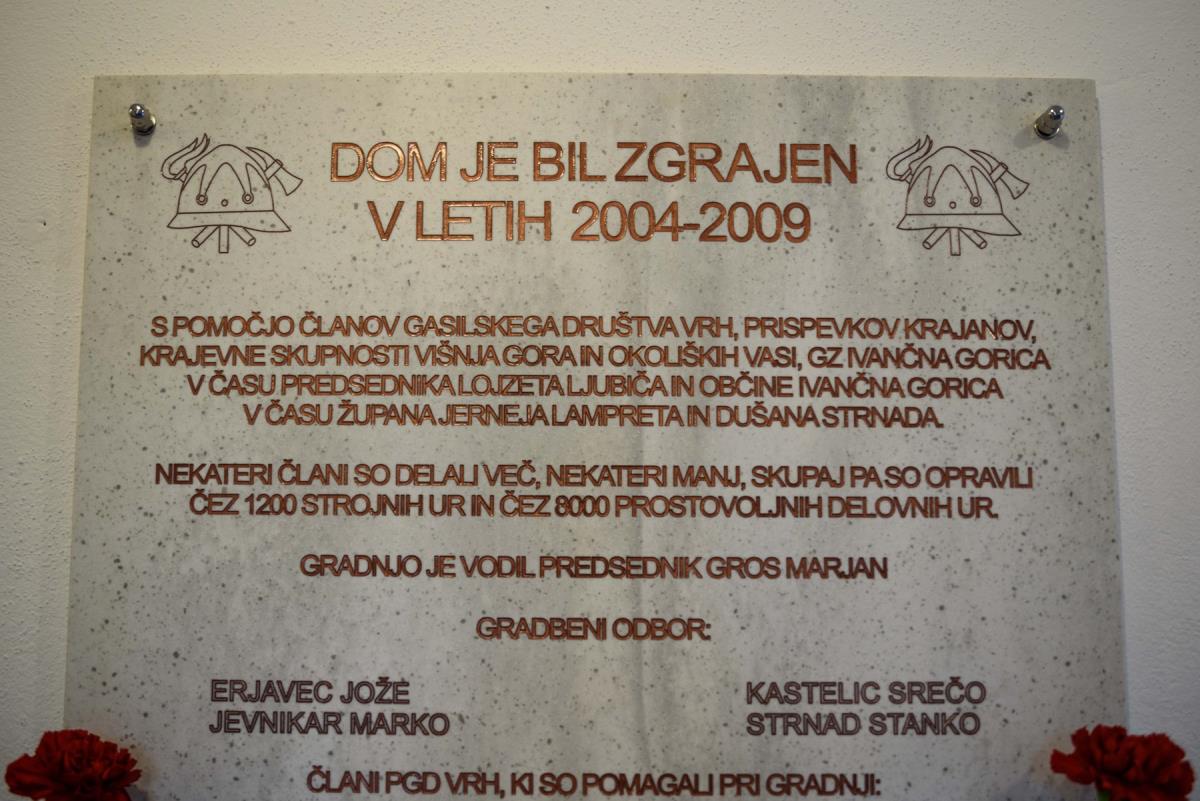 DOM JE BIL ZGRAJEN
V LETIH 2004-2009
S POMOČJO ČLANOV GASILSKEGA DRUŠTVA VRH, PRISPEVKOV KRAJANOV,
KRAJEVNE SKUPNOSTI VIŠNJA GORA IN OKOLIŠKIH VASI, GZ IVANČNA GORICA
V ČASU PREDSEDNIKA LOJZETA LJUBIČA IN OBČINE IVANČNA GORICA
V ČASU ŽUPANA JERNEJA LAMPRETA IN DUŠANA STRNADA.
NEKATERI ČLANI SO DELALI VEČ, NEKATERI MANJ, SKUPAJ PA SO OPRAVILI
ČEZ 1200 STROJNIH UR IN ČEZ 8000 PROSTOVOLJNIH DELOVNIH UR.
GRADNJO JE VODIL PREDSEDNIK GROS MARJAN
GRADBENI ODBOR:
ERJAVEC JOŽE
JEVNIKAR MARKO
KASTELIC SREČO
STRNAD STANKO
ČLANI PGD VRH, KI SO POMAGALI PRI GRADNJI: